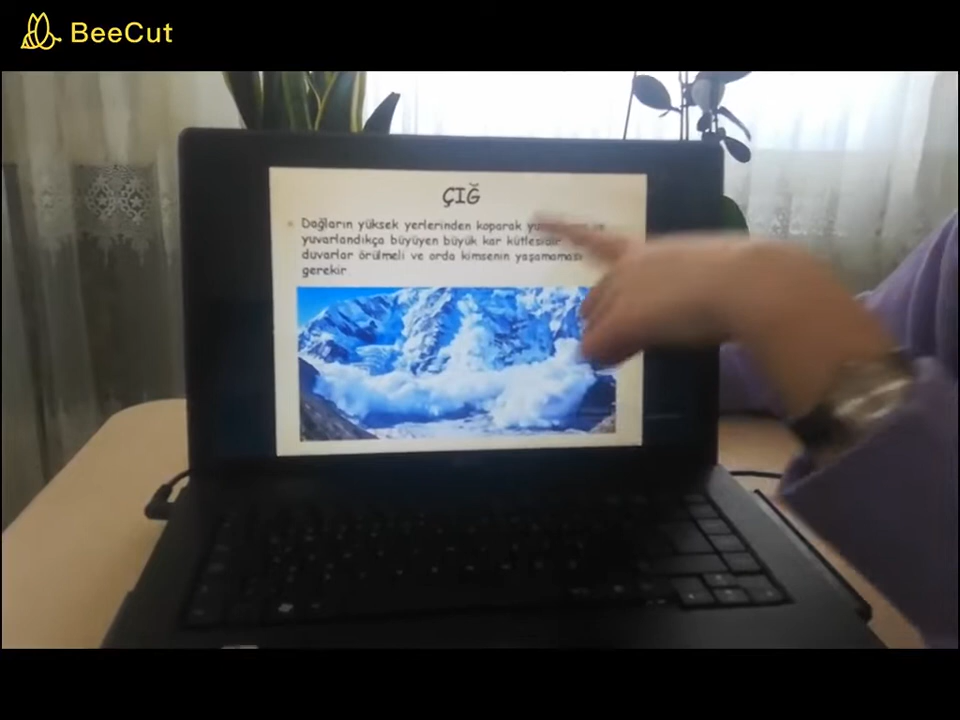 BeeCut
ÇIĞ
Dağların yüksek yerlerinden koparak
yuvarlandıkça büyüyen büyük kar kütlesidir
duvarlar örülmeli ve orda kimsenin yaşamaması
gerekir